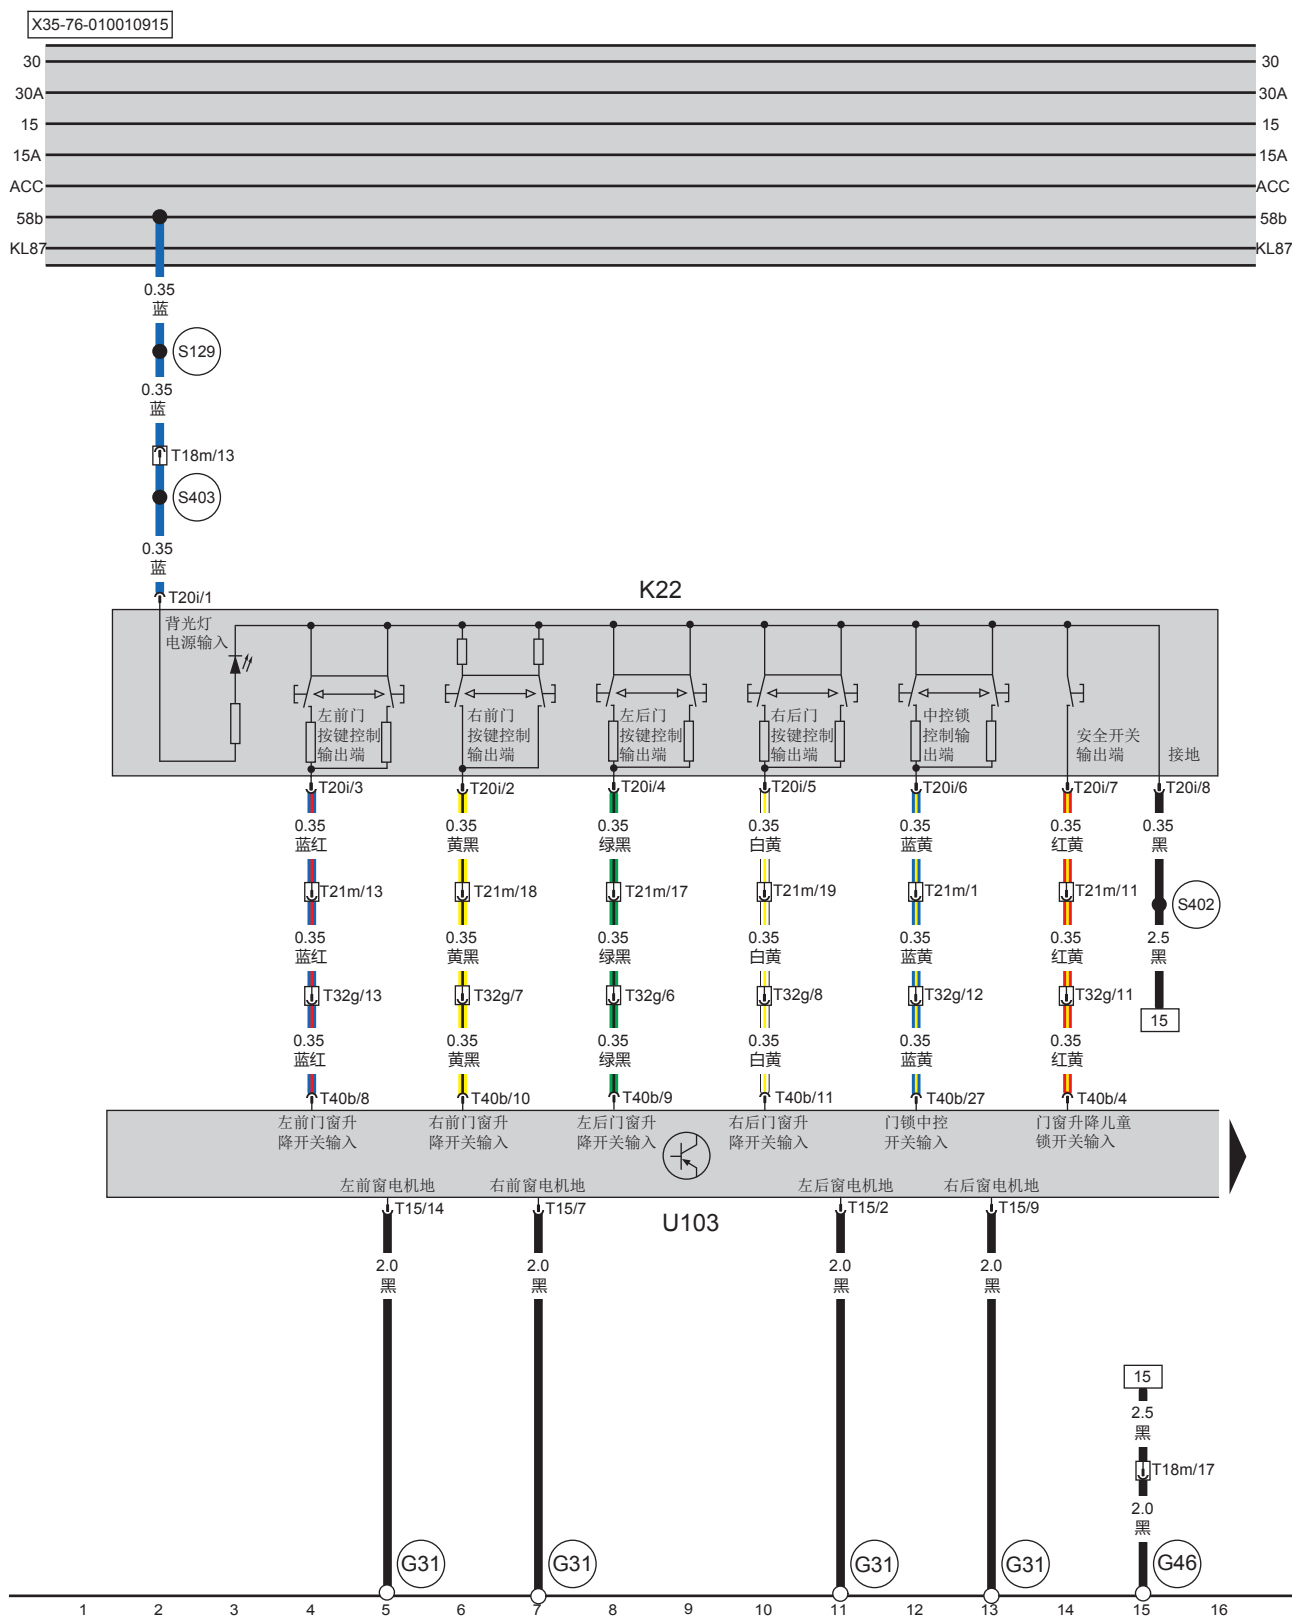 X35-76-010010915
30 30
30A 30A
15 15
15A 15A
ACC ACC
58b 58b
KL87 KL87
0.35
蓝
S129
0.35
蓝
T18m/13
S403
0.35
蓝
T20i/1
K22
背光灯
电源输入
左前门
按键控制
输出端
右前门
按键控制
输出端
左后门
按键控制
输出端
右后门
按键控制
输出端
中控锁
控制输
出端
安全开关
输出端
接地
T20i/3 T20i/2 T20i/4 T20i/5 T20i/6 T20i/7 T20i/8
0.35 0.35 0.35 0.35 0.35 0.35 0.35
蓝红 黄黑 绿黑 白黄 蓝黄 红黄 黑
T21m/13 T21m/18 T21m/17 T21m/19 T21m/1 T21m/11 S402
0.35 0.35 0.35 0.35 0.35 0.35 2.5
蓝红 黄黑 绿黑 白黄 蓝黄 红黄 黑
T32g/13 T32g/7 T32g/6 T32g/8 T32g/12 T32g/11
15
0.35 0.35 0.35 0.35 0.35 0.35
蓝红 黄黑 绿黑 白黄 蓝黄 红黄
T40b/8 T40b/10 T40b/9 T40b/11 T40b/27 T40b/4
左前门窗升
降开关输入
右前门窗升
降开关输入
左后门窗升
降开关输入
右后门窗升
降开关输入
门锁中控
开关输入
门窗升降儿童
锁开关输入
左前窗电机地 右前窗电机地 左后窗电机地 右后窗电机地
T15/14 T15/7 T15/2 T15/9
U103
2.0 2.0 2.0 2.0
黑 黑 黑 黑
15
2.5
黑
T18m/17
2.0
黑
G31 G31 G31 G31 G46
1 2 3 4 5 6 7 8 9 10 11 12 13 14 15 16